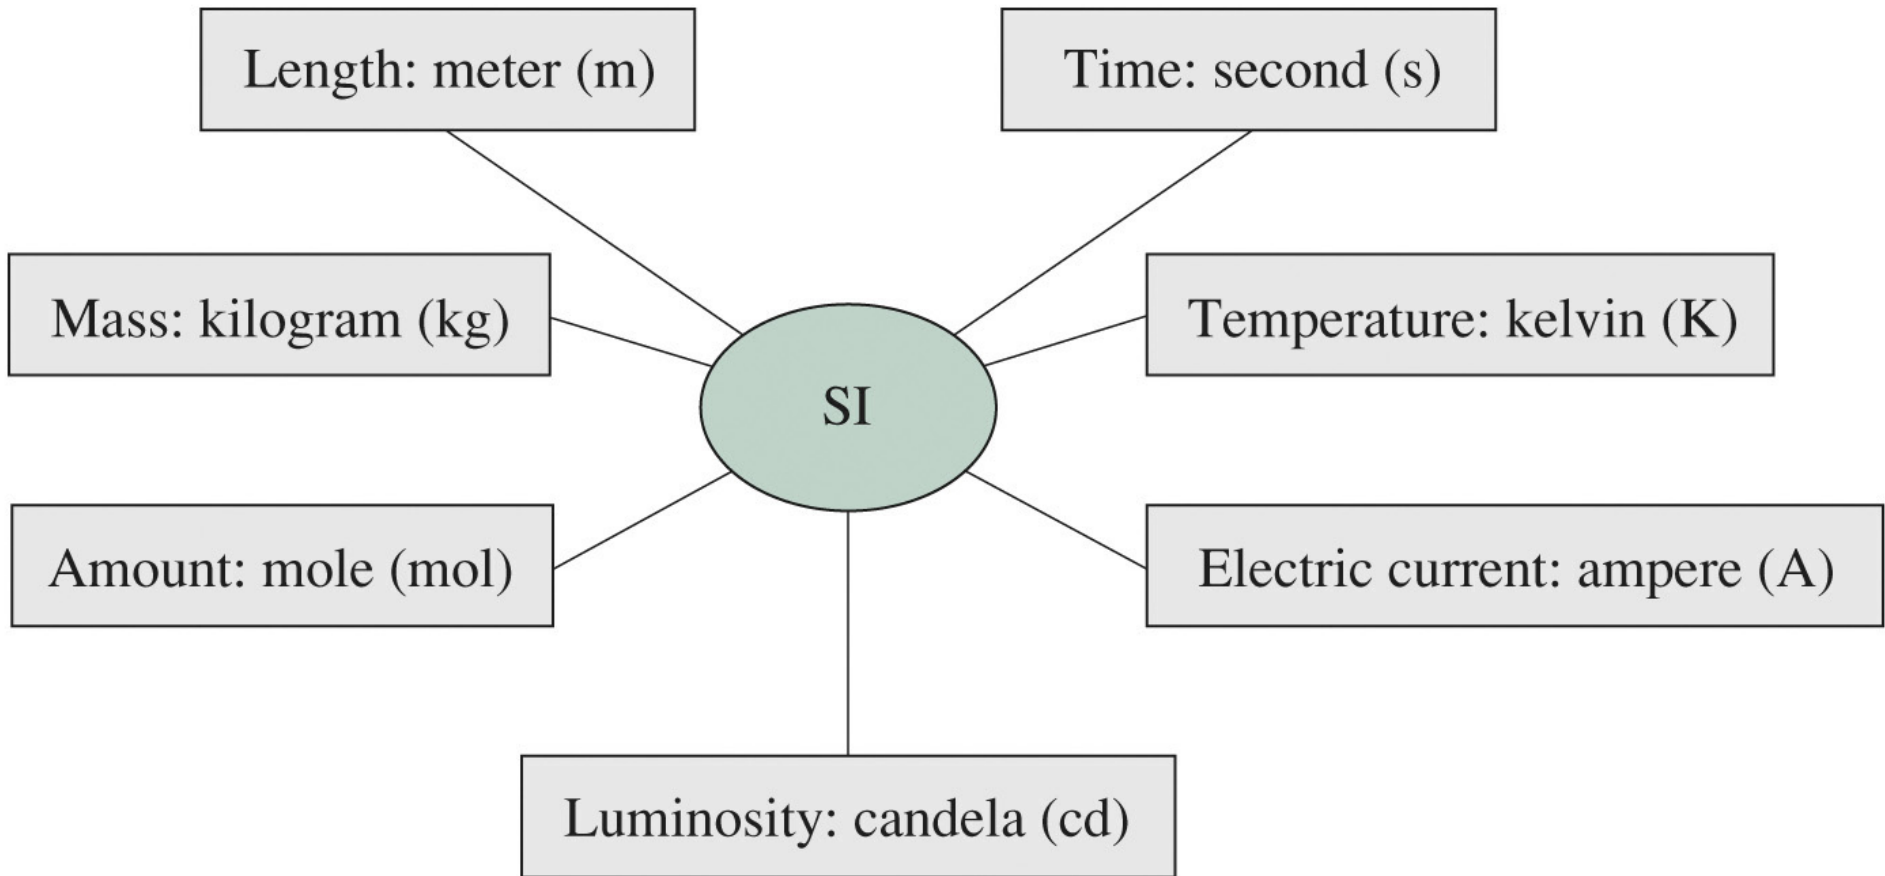 Length: meter (m)
Time: second (s)
Mass: kilogram (kg)
Temperature: kelvin (K)
SI
Amount: mole (mol)
Electric current: ampere (A)
Luminosity: candela (cd)